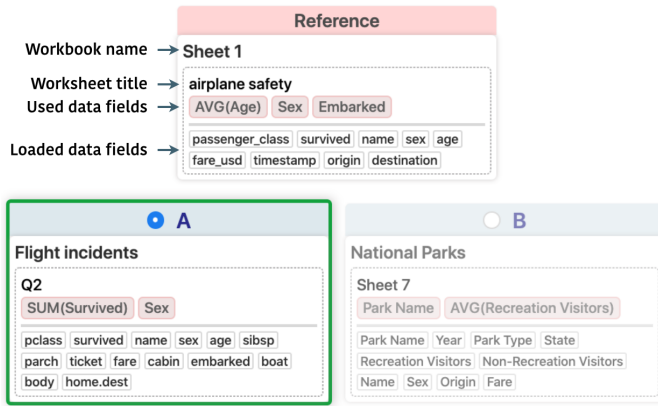 Reference
Workbook name
Sheet 1
Worksheet title
airplane safety
Used data fields
AVG(Age) Sex Embarked
Loaded data fields
passenger_class survived name sex age
fare_usd timestamp origin destination
A
Flight incidents
Q2
SUM(Survived) Sex
pclass survived name sex age sibsp
parch ticket fare cabin embarked boat
body home.dest
B
National Parks
Sheet 7
Park Name AVG(Recreation Visitors)
Park Name Year Park Type State
Recreation Visitors Non-Recreation Visitors
Name Sex Origin Fare